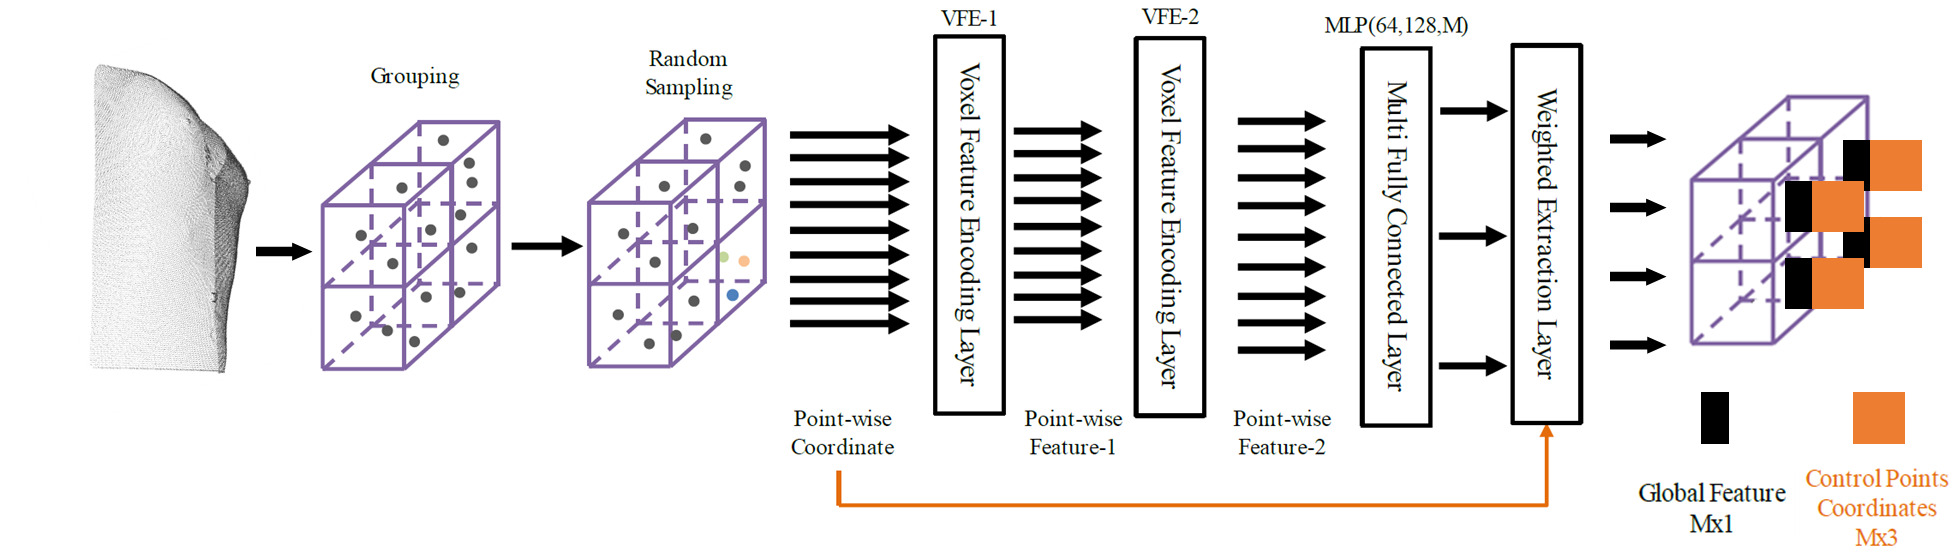 Grouping
Random
Sampling
VFE-1
VFE-2
MLP(64,128,M)
Voxel Feature Encoding Layer
Voxel Feature Encoding Layer
Multi Fully Connected Layer
Weighted Extraction Layer
Point-wise
Coordinate
Point-wise
Feature-1
Point-wise
Feature-2
Global Feature
Mx1
Control Points
Coordinates
Mx3